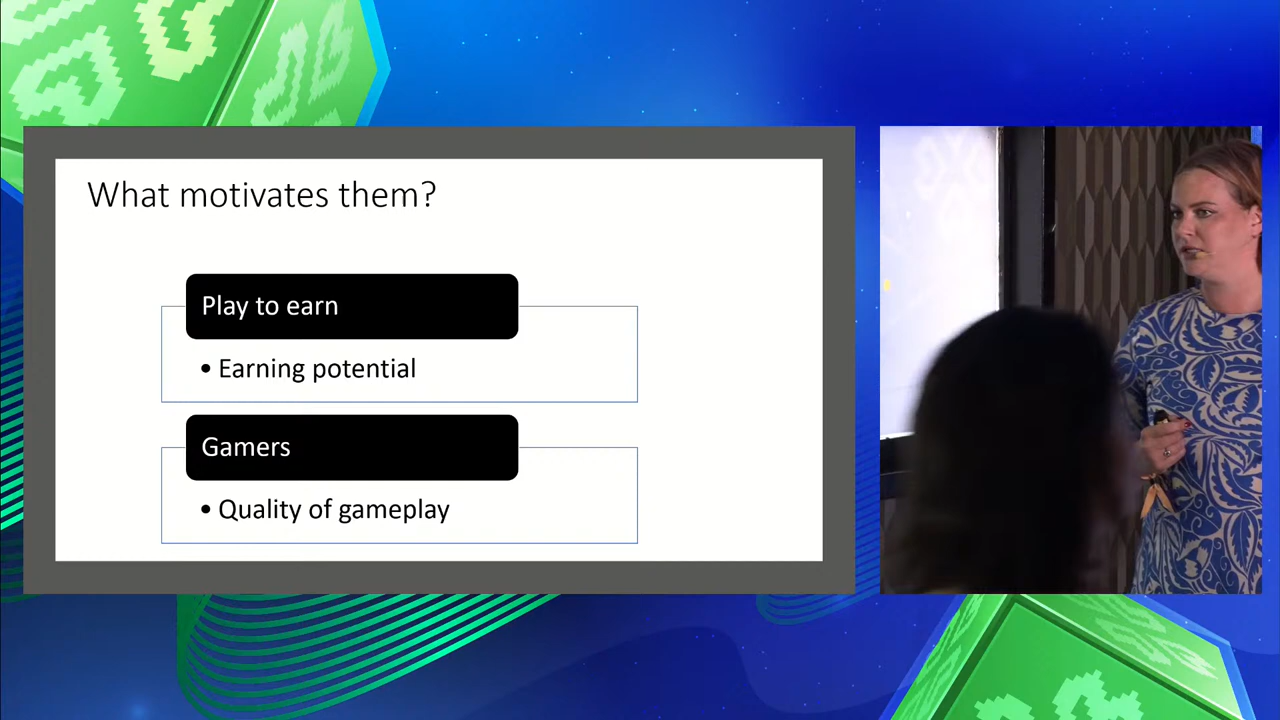 What motivates them?
Play to earn
• Earning potential
Gamers
• Quality of gameplay